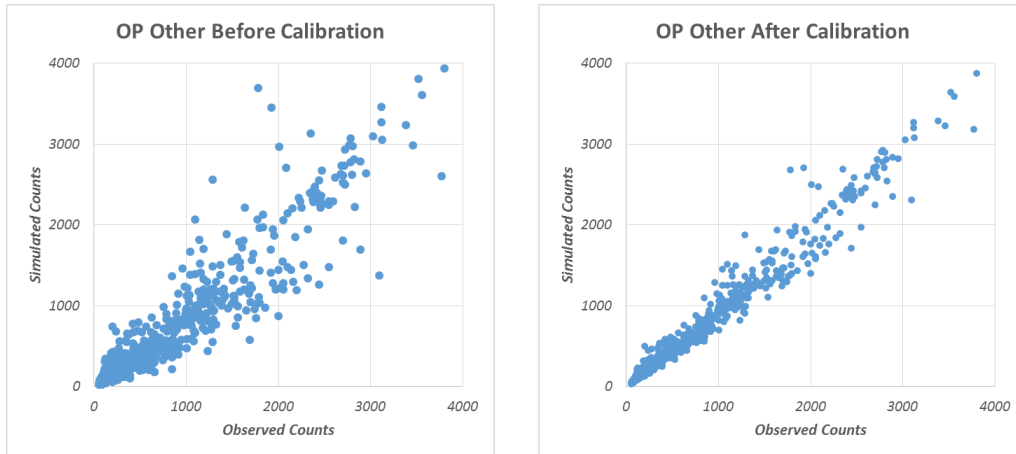 OP Other Before Calibration
4000
3000
2000
1000
0
Simulated Counts
0 1000 2000 3000 4000
Observed Counts
OP Other After Calibration
4000
3000
2000
1000
0
Simulated Counts
0 1000 2000 3000 4000
Observed Counts